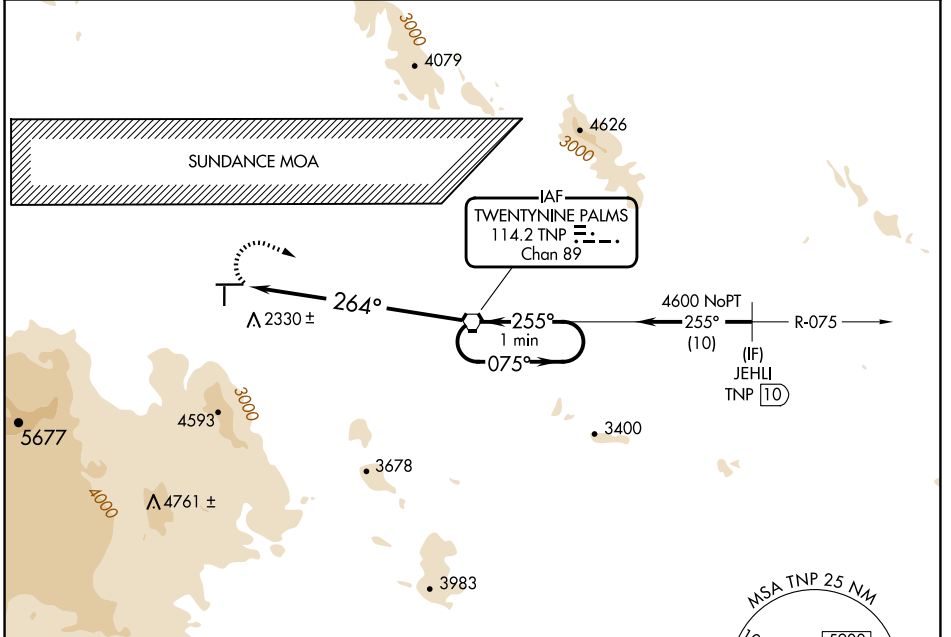 3000
4079
4626
3000
SUNDANCE MOA
IAF
TWENTYNINE PALMS
114.2 TNP
Chan 89
264°
2330 ±
255°
1 min
075°
4600 NoPT
255°
(10)
R-075
(IF)
JEHLI
TNP 10
3000
4593
5677
3400
3678
4000
4761 ±
3983
MSA TNP 25 NM